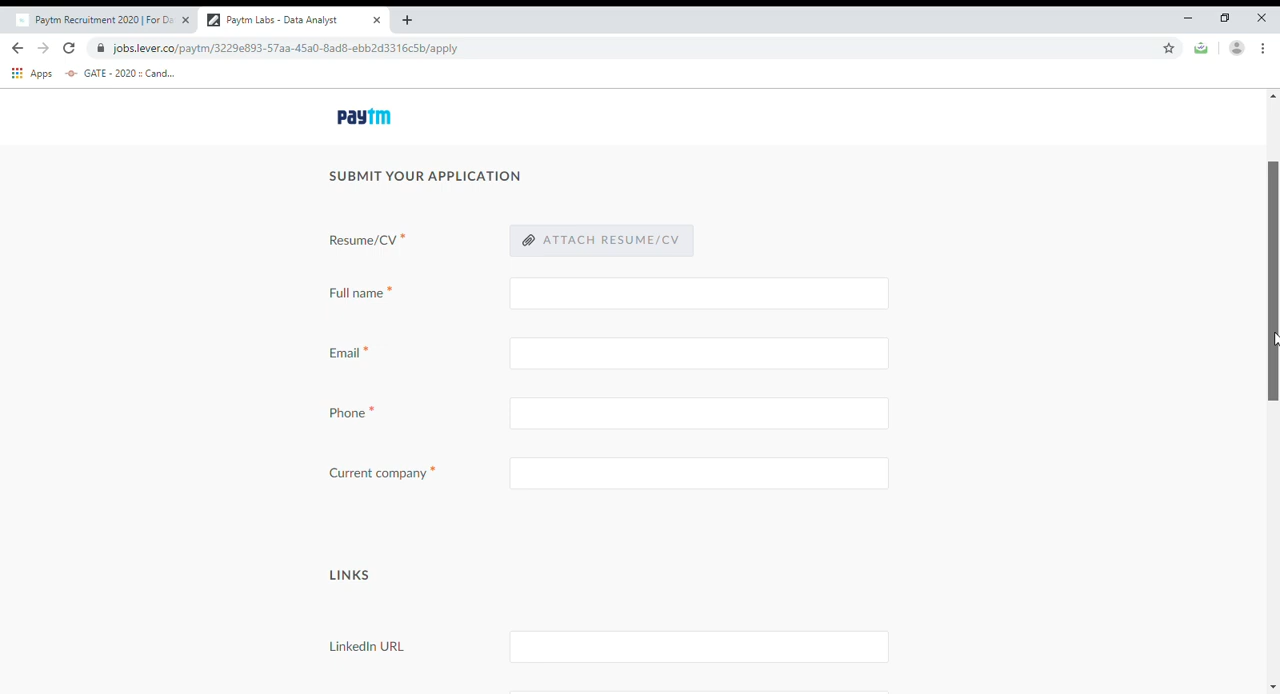 Paytm Recruitment 2020 | For Da
Paytm Labs - Data Analyst
jobs.lever.co/paytm/3229e893-57aa-45a0-8ad8-ebb2d3316c5b/apply
Apps
GATE - 2020 :: Cand...
paytm
SUBMIT YOUR APPLICATION
Resume/CV *
ATTACH RESUME/CV
Full name *
Email *
Phone *
Current company *
LINKS
LinkedIn URL